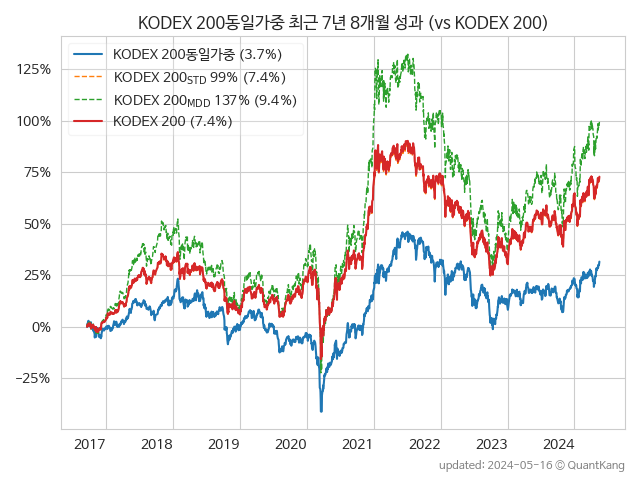 KODEX 200동일가중 최근 7년 8개월 성과 (vs KODEX 200)
KODEX 200동일가중 (3.7%)
KODEX 200STD 99% (7.4%)
KODEX 200MDD 137% (9.4%)
KODEX 200 (7.4%)
125%
100%
75%
50%
25%
0%
−25%
2017 2018 2019 2020 2021 2022 2023 2024
updated: 2024-05-16 ⓒ QuantKang